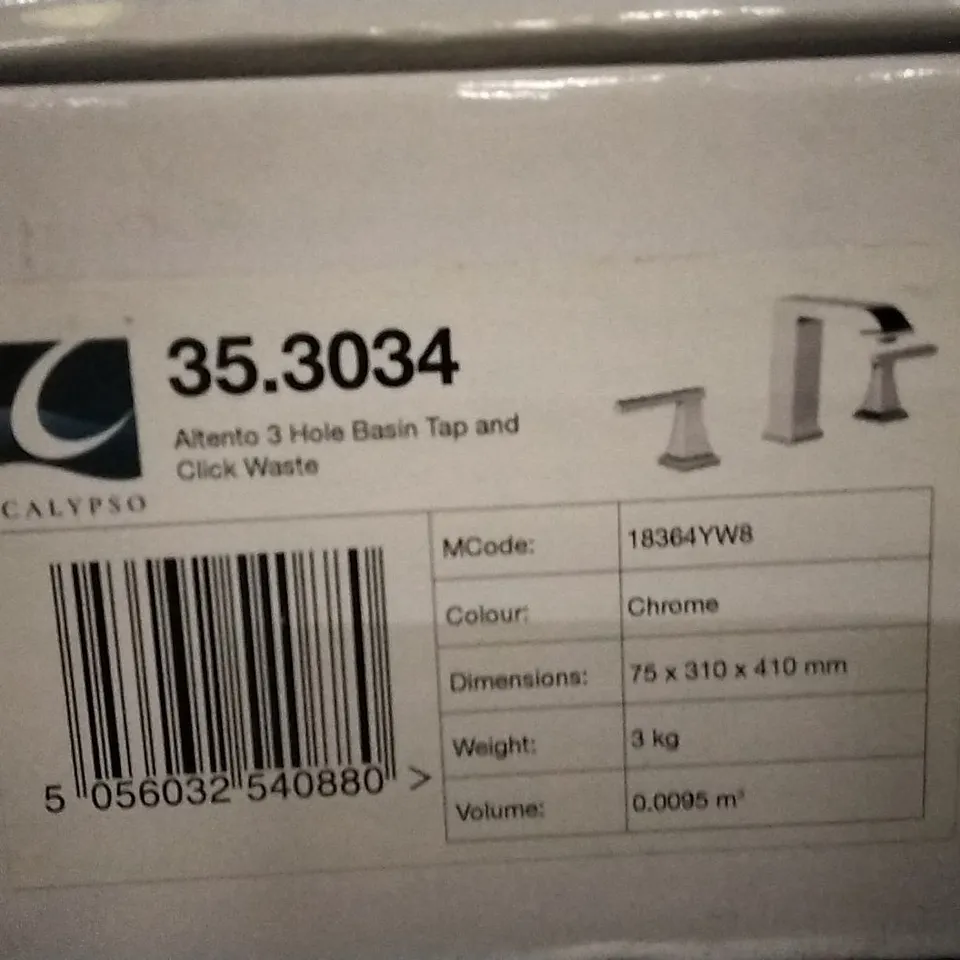 35.3034
Altento 3 Hole Basin Tap and
Click Waste
CALYPSO
MCode: 18364YW8
Colour: Chrome
Dimensions: 75 x 310 x 410 mm
Weight: 3 kg
Volume: 0.0095 m³
5 056032 540880 >